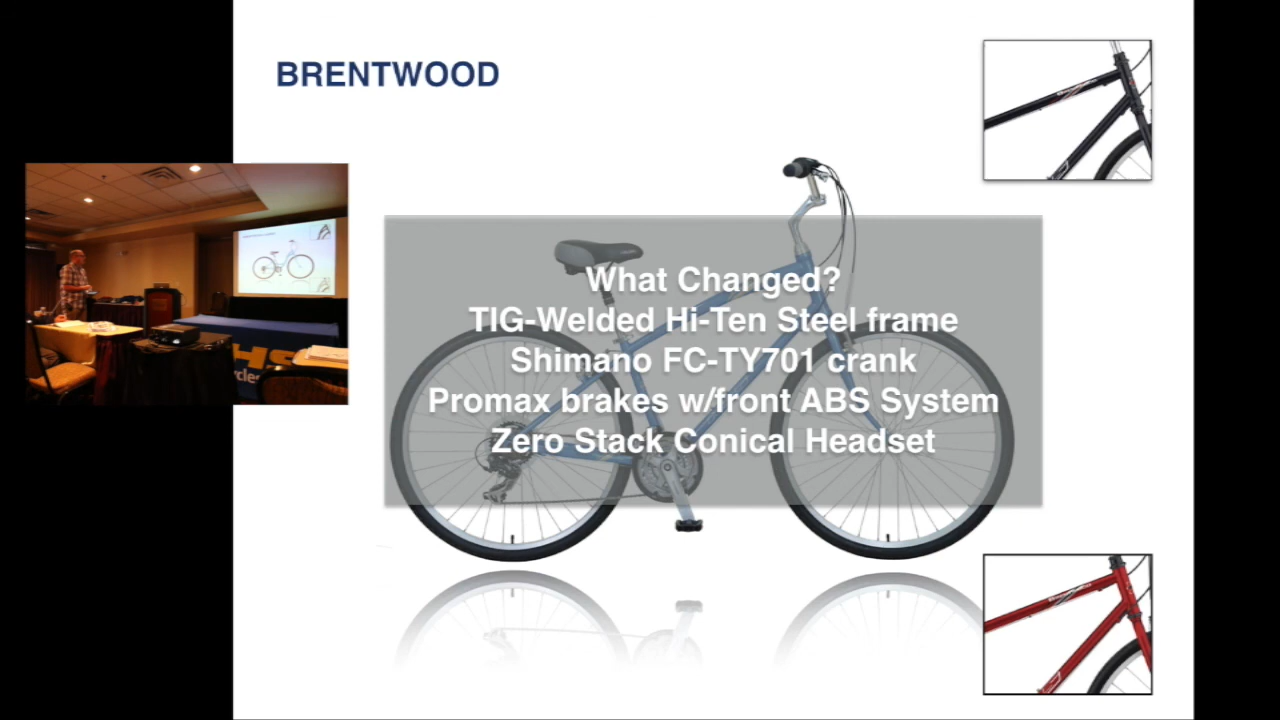 BRENTWOOD
What Changed?
TIG-Welded Hi-Ten Steel frame
Shimano FC-TY701 crank
Promax brakes w/front ABS System
Zero Stack Conical Headset
HS